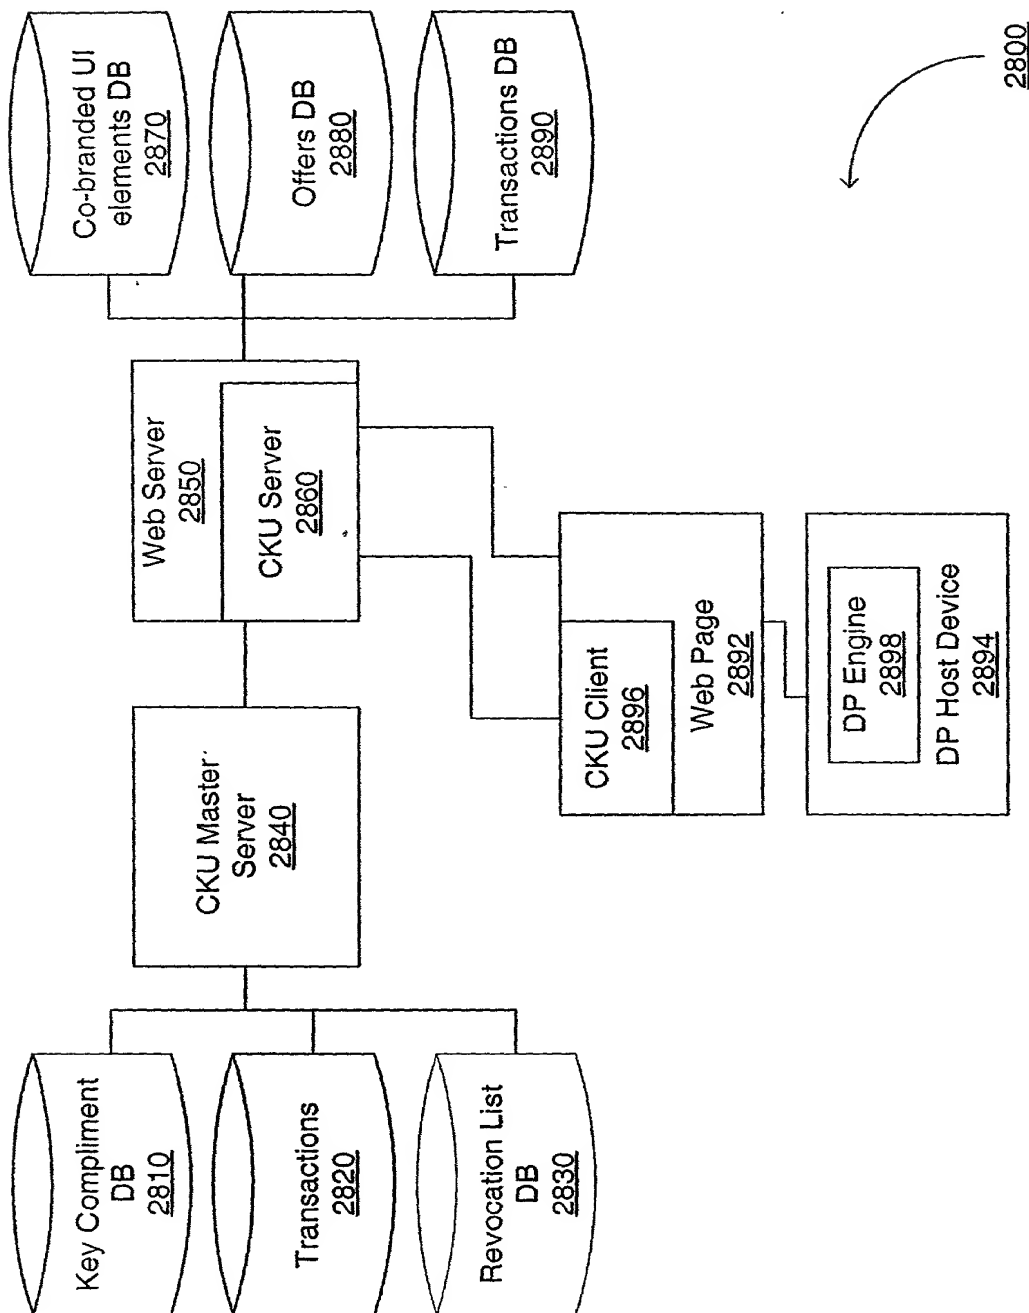 Key Compliment
DB
2810
Transactions
2820
Revocation List
DB
2830
CKU Master
Server
2840
Web Server
2850
CKU Server
2860
Co-branded UI
elements DB
2870
Offers DB
2880
Transactions DB
2890
CKU Client
2896
Web Page
2892
DP Engine
2898
DP Host Device
2894
2800